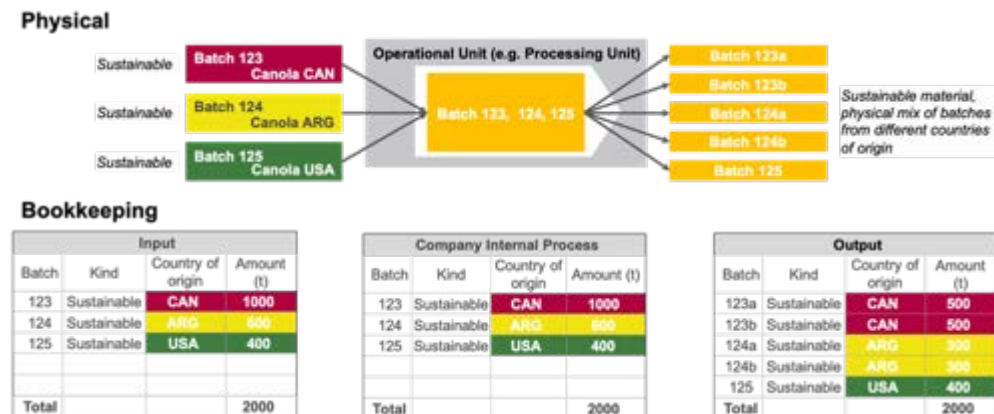 Physical
Sustainable
Batch 123
Canola CAN
Sustainable
Batch 124
Canola ARG
Sustainable
Batch 125
Canola USA
Operational Unit (e.g. Processing Unit)
Batch 123, 124, 125
Batch 123a
Batch 123b
Batch 124a
Batch 124b
Batch 125
Sustainable material,
physical mix of batches
from different countries
of origin
Bookkeeping
Input
Batch Kind Country of origin Amount (t)
123 Sustainable CAN 1000
124 Sustainable ARG 600
125 Sustainable USA 400
Total 2000
Company Internal Process
Batch Kind Country of origin Amount (t)
123 Sustainable CAN 1000
124 Sustainable ARG 600
125 Sustainable USA 400
Total 2000
Output
Batch Kind Country of origin Amount (t)
123a Sustainable CAN 500
123b Sustainable CAN 500
124a Sustainable ARG 300
124b Sustainable ARG 300
125 Sustainable USA 400
Total 2000